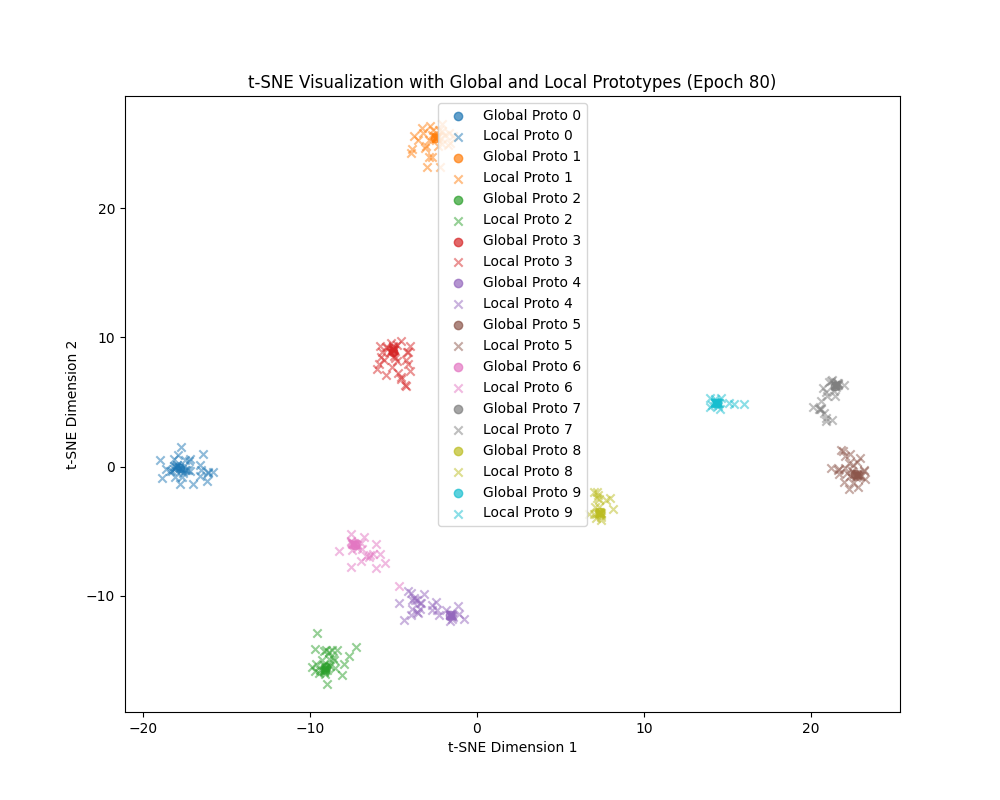 t-SNE Visualization with Global and Local Prototypes (Epoch 80)
Global Proto 0
Local Proto 0
Global Proto 1
Local Proto 1
Global Proto 2
Local Proto 2
Global Proto 3
Local Proto 3
Global Proto 4
Local Proto 4
Global Proto 5
Local Proto 5
Global Proto 6
Local Proto 6
Global Proto 7
Local Proto 7
Global Proto 8
Local Proto 8
Global Proto 9
Local Proto 9
t-SNE Dimension 2
20
10
0
−10
−20
−10
0
10
20
t-SNE Dimension 1